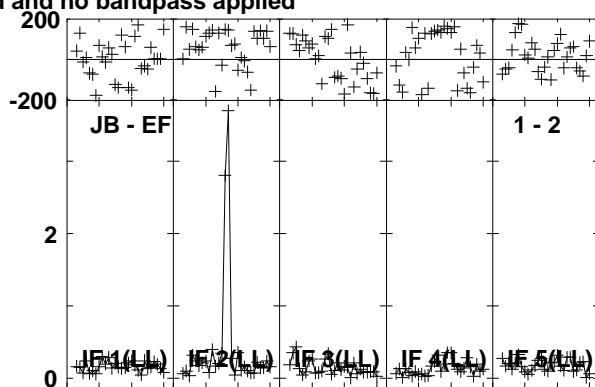 and no bandpass applied
200
-200
JB - EF 1 - 2
2
IF 1(LL) IF 2(LL) IF 3(LL) IF 4(LL) IF 5(LL)
0